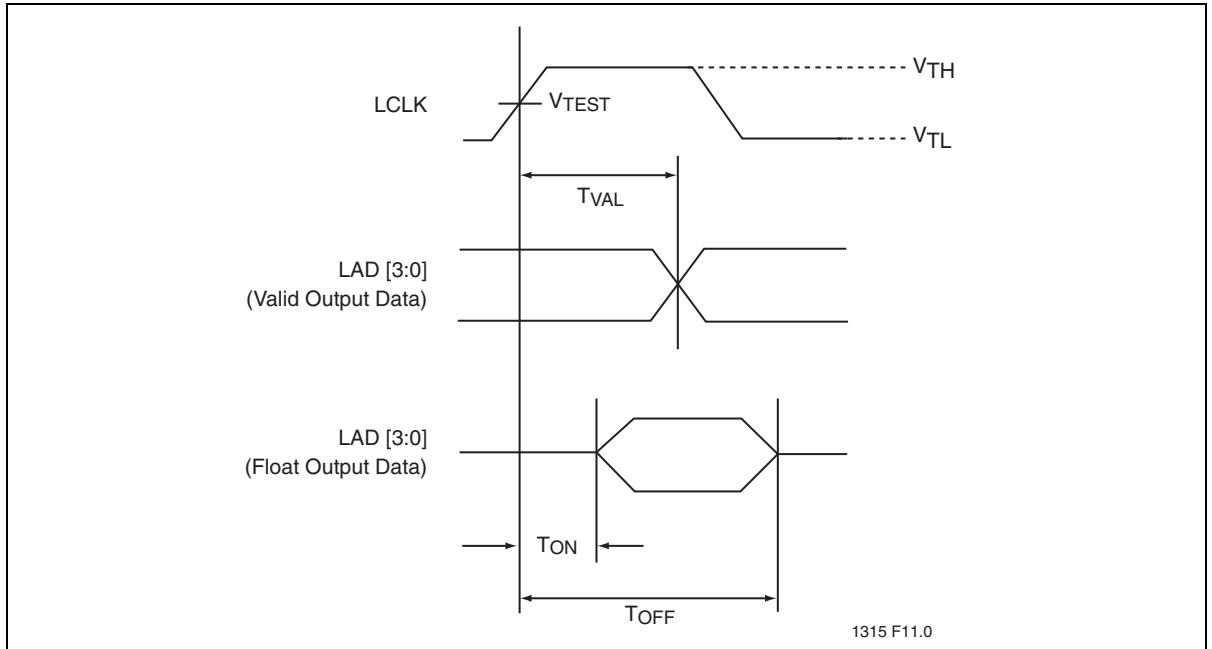 VTH
LCLK
VTEST
VTL
TVAL
LAD [3:0]
(Valid Output Data)
LAD [3:0]
(Float Output Data)
TON
TOFF
1315 F11.0